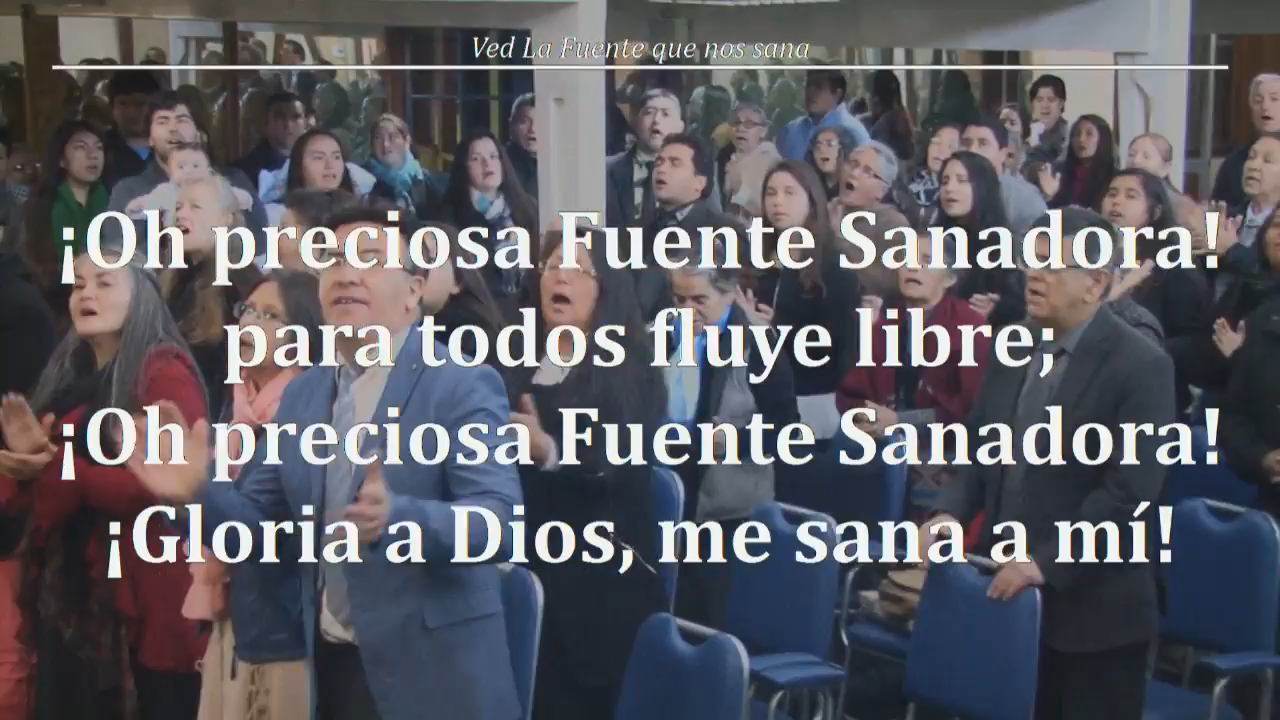 Ved La Fuente que nos sana
¡Oh preciosa Fuente Sanadora!
para todos fluye libre;
¡Oh preciosa Fuente Sanadora!
¡Gloria a Dios, me sana a mí!